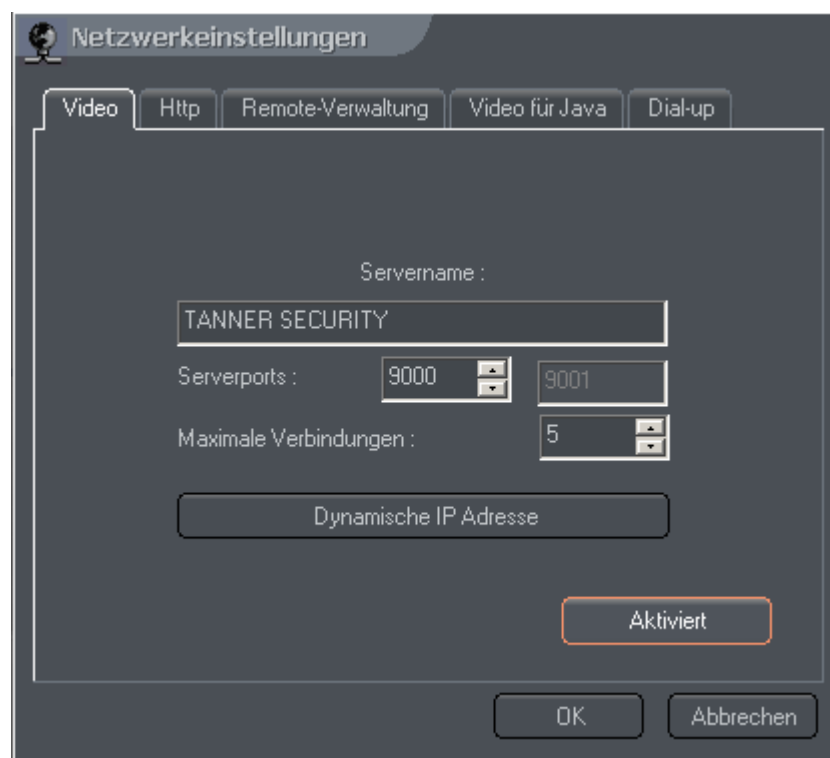 Netzwerkeinstellungen
Video Http Remote-Verwaltung Video für Java Dial-up
Servername :
TANNER SECURITY
Serverports : 9000 9001
Maximale Verbindungen : 5
Dynamische IP Adresse
Aktiviert
OK Abbrechen